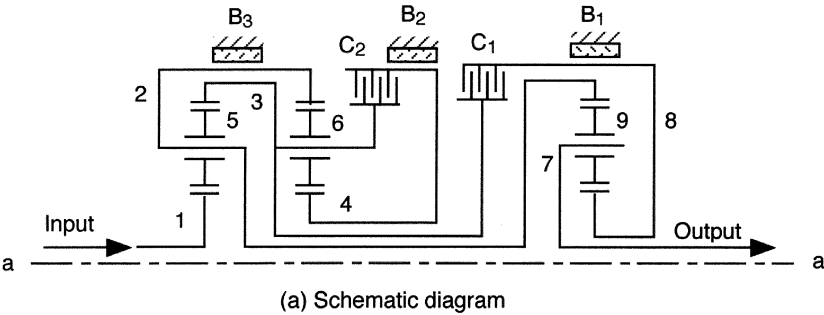 B3
B2
B1
C2
C1
2
5
3
6
9
8
7
4
1
Input
Output
a
a
(a) Schematic diagram